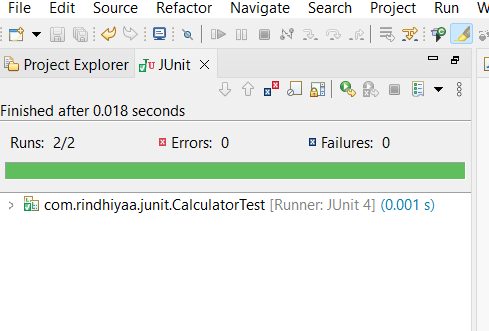 File Edit Source Refactor Navigate Search Project Run W
Project Explorer JUnit
Finished after 0.018 seconds
Runs: 2/2 Errors: 0 Failures: 0
com.rindhiyaa.junit.CalculatorTest [Runner: JUnit 4] (0.001 s)